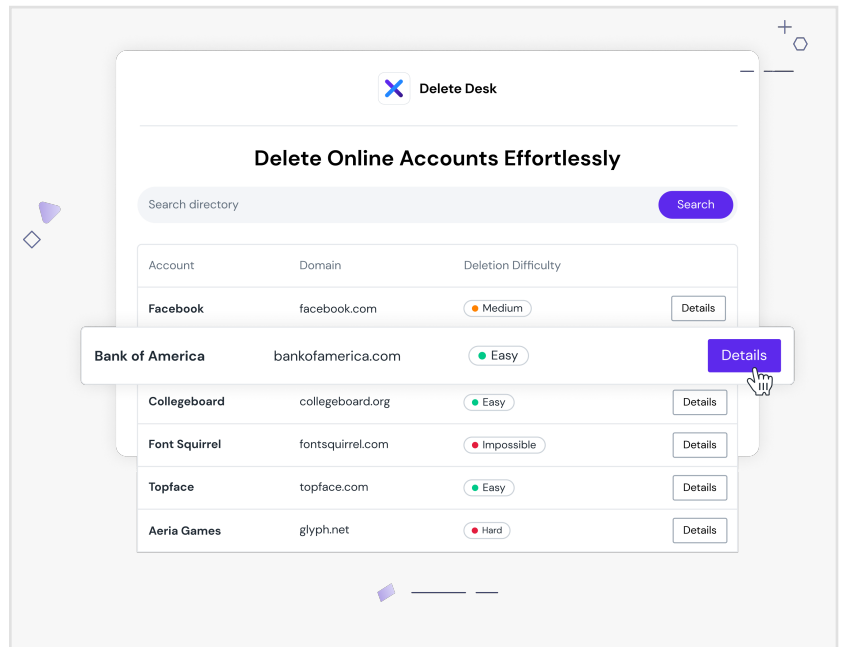 Delete Desk
Delete Online Accounts Effortlessly
Search directory Search
Account Domain Deletion Difficulty
Facebook facebook.com Medium Details
Bank of America bankofamerica.com Easy Details
Collegeboard collegeboard.org Easy Details
Font Squirrel fontsquirrel.com Impossible Details
Topface topface.com Easy Details
Aeria Games glyph.net Hard Details